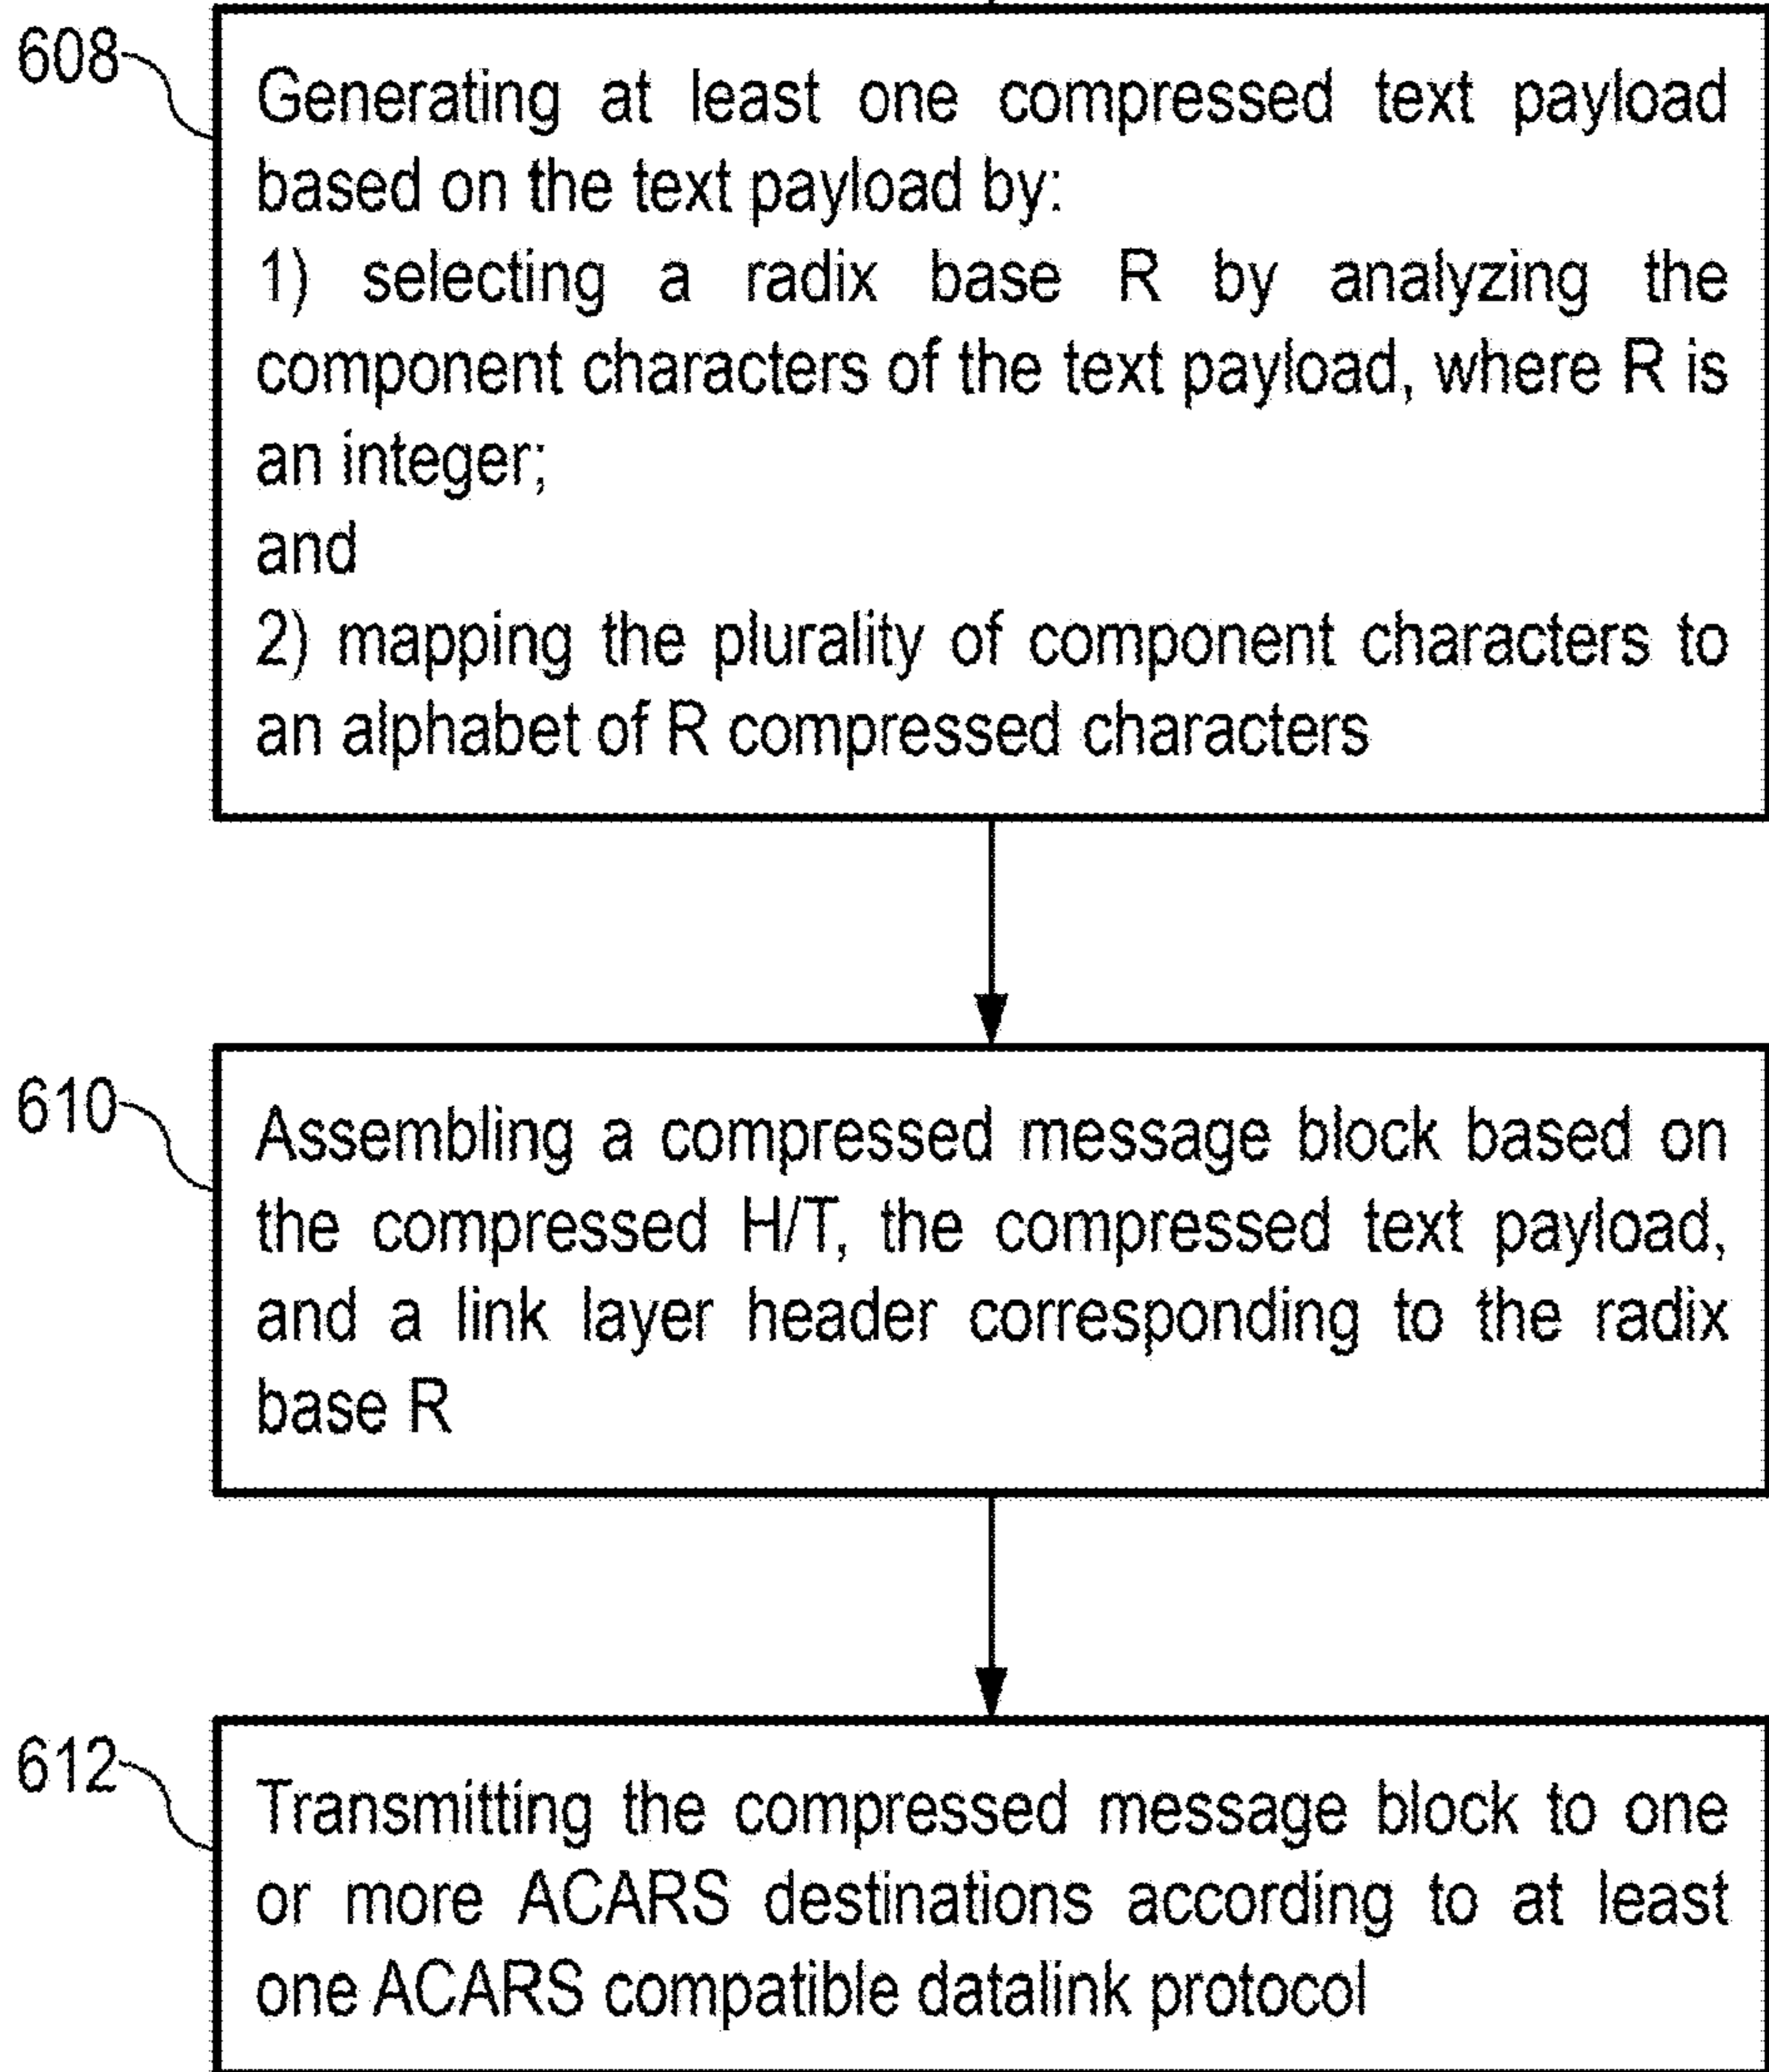 608
Generating at least one compressed text payload
based on the text payload by:
1) selecting a radix base R by analyzing the
component characters of the text payload, where R is
an integer;
and
2) mapping the plurality of component characters to
an alphabet of R compressed characters
610
Assembling a compressed message block based on
the compressed H/T, the compressed text payload,
and a link layer header corresponding to the radix
base R
612
Transmitting the compressed message block to one
or more ACARS destinations according to at least
one ACARS compatible datalink protocol